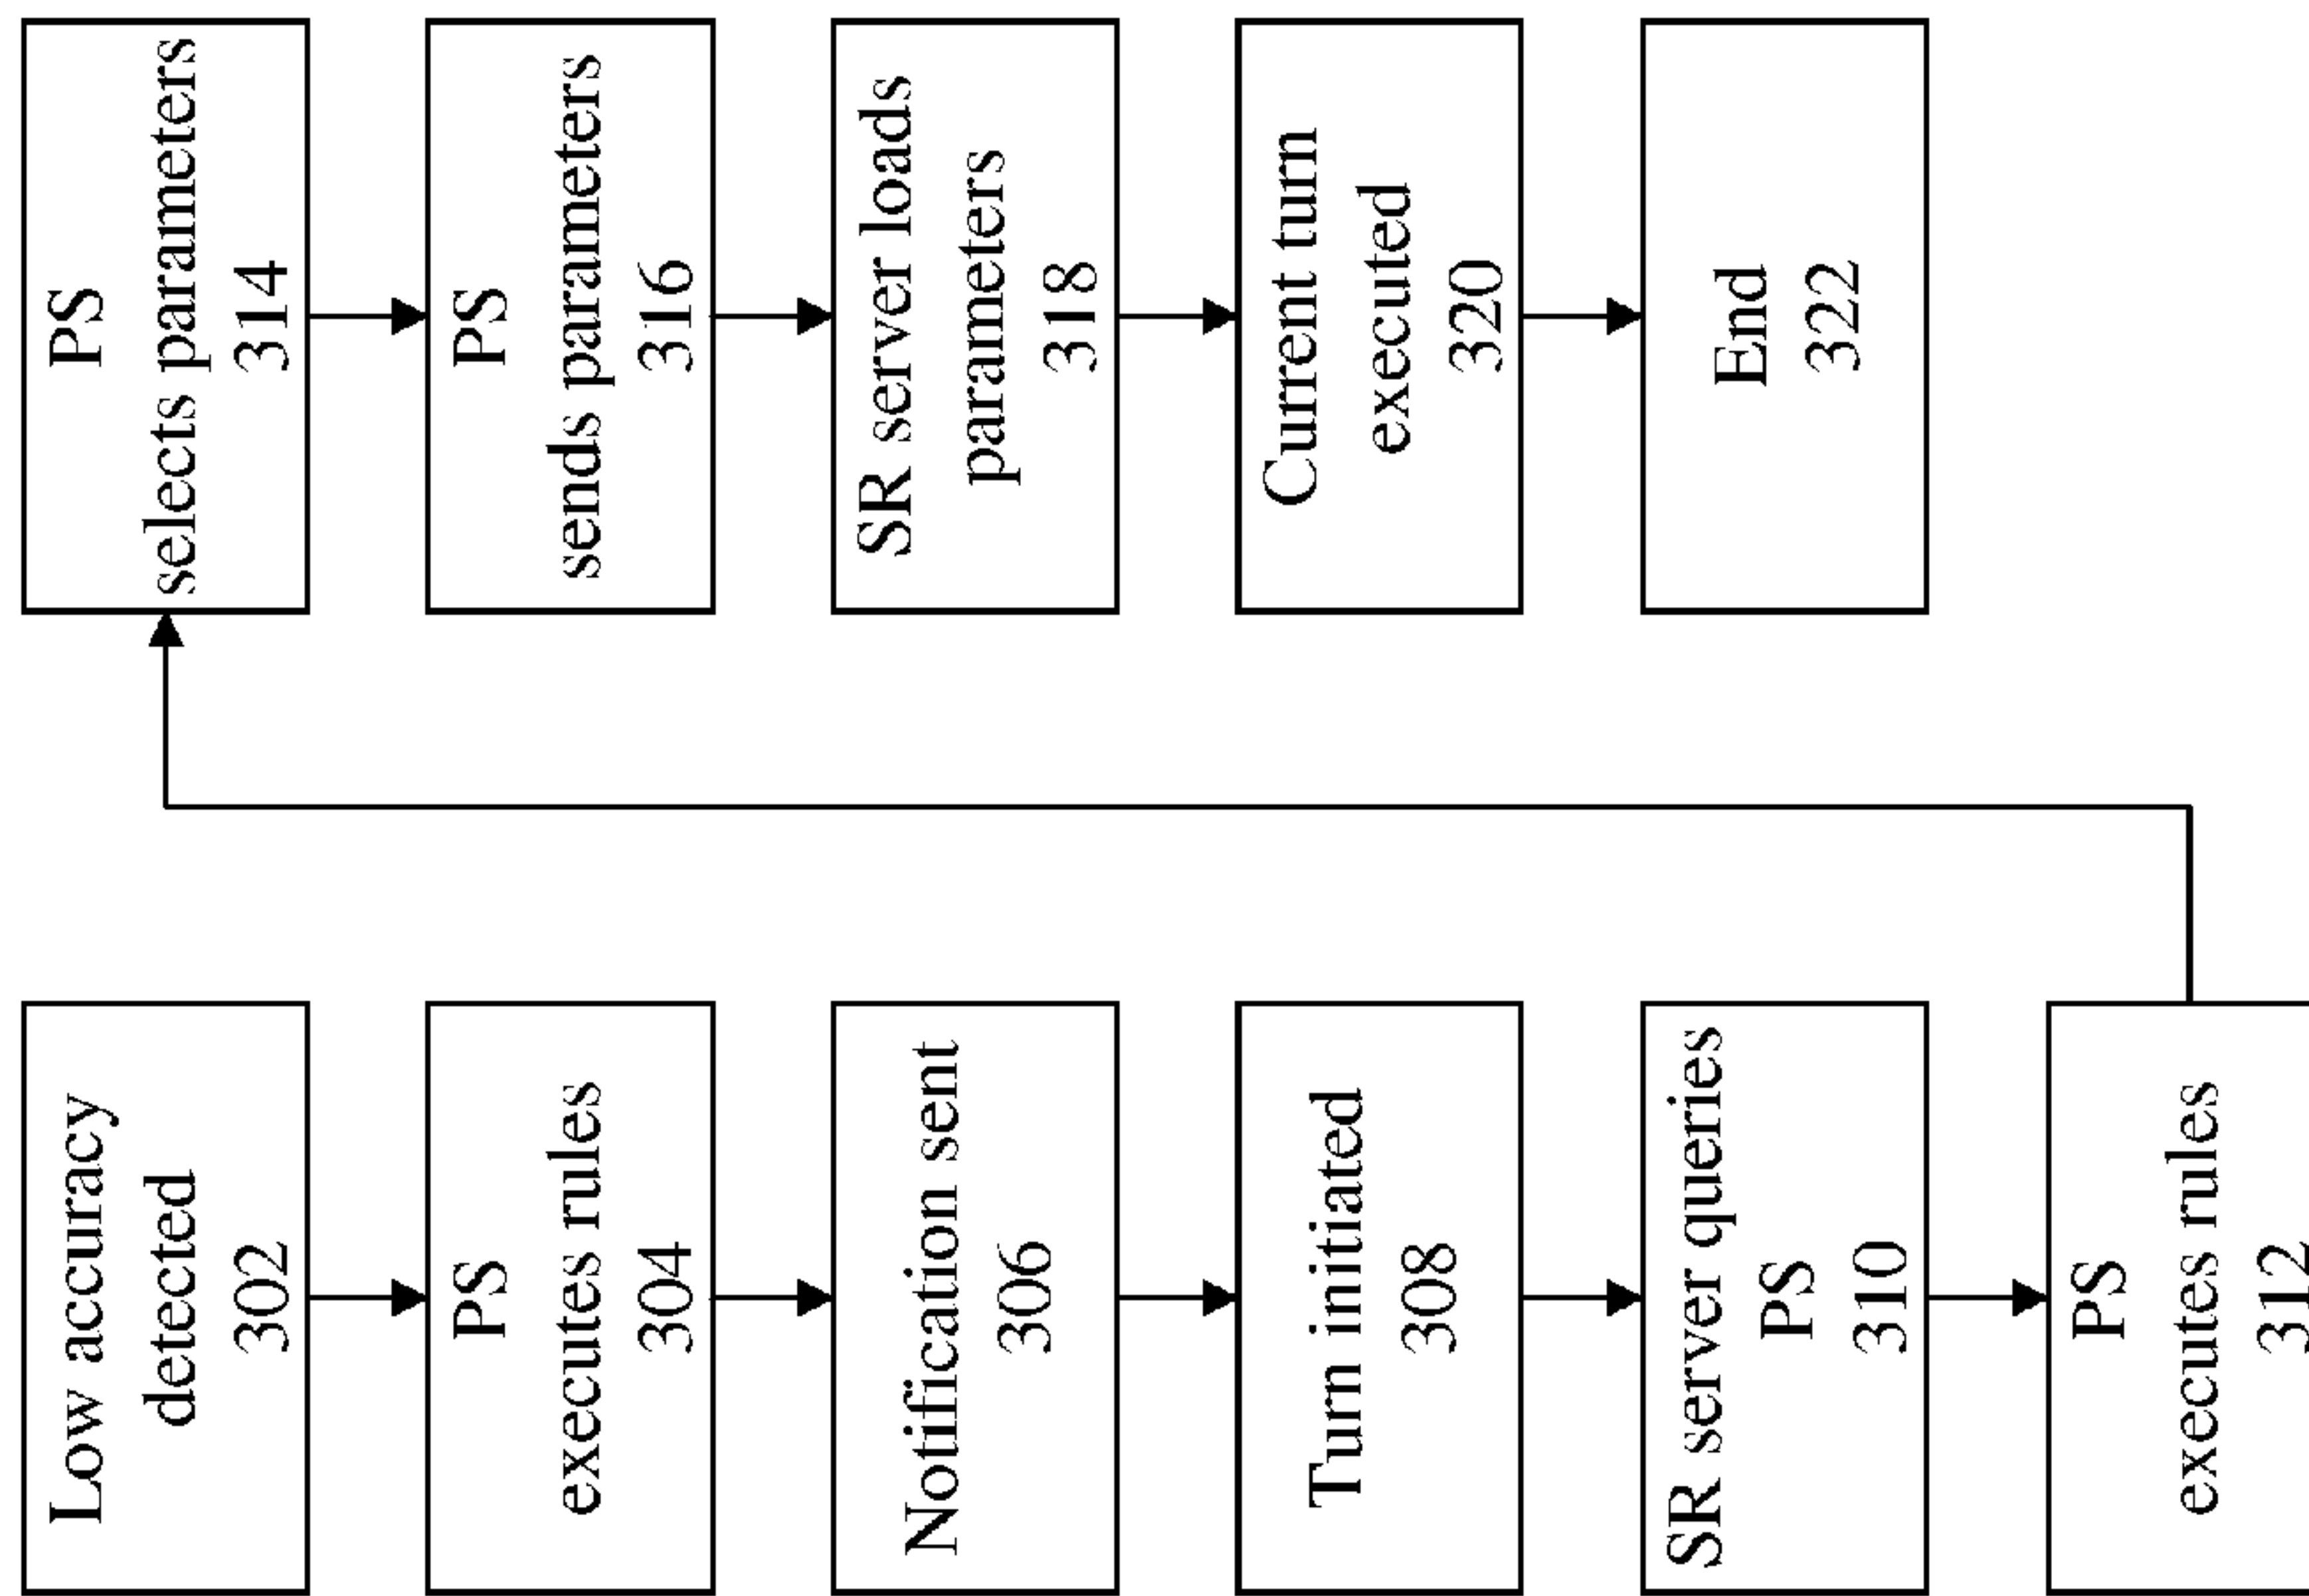 Low accuracy
detected
302
PS
executes rules
304
Notification sent
306
Turn initiated
308
SR server queries
PS
310
PS
executes rules
312
PS
selects parameters
314
PS
sends parameters
316
SR server loads
parameters
318
Current turn
executed
320
End
322